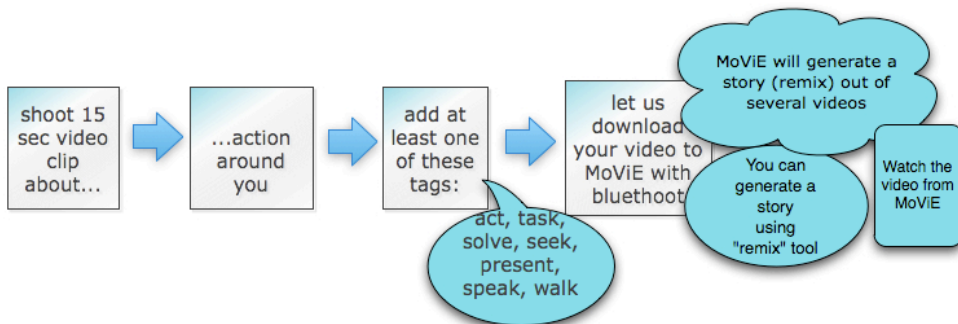 shoot 15
sec video
clip
about...
...action
around
you
add at
least one
of these
tags:
act, task,
solve, seek,
present,
speak, walk
let us
download
your video to
MoViE with
bluethoot
MoViE will generate a
story (remix) out of
several videos
You can
generate a
story
using
"remix" tool
Watch the
video from
MoViE